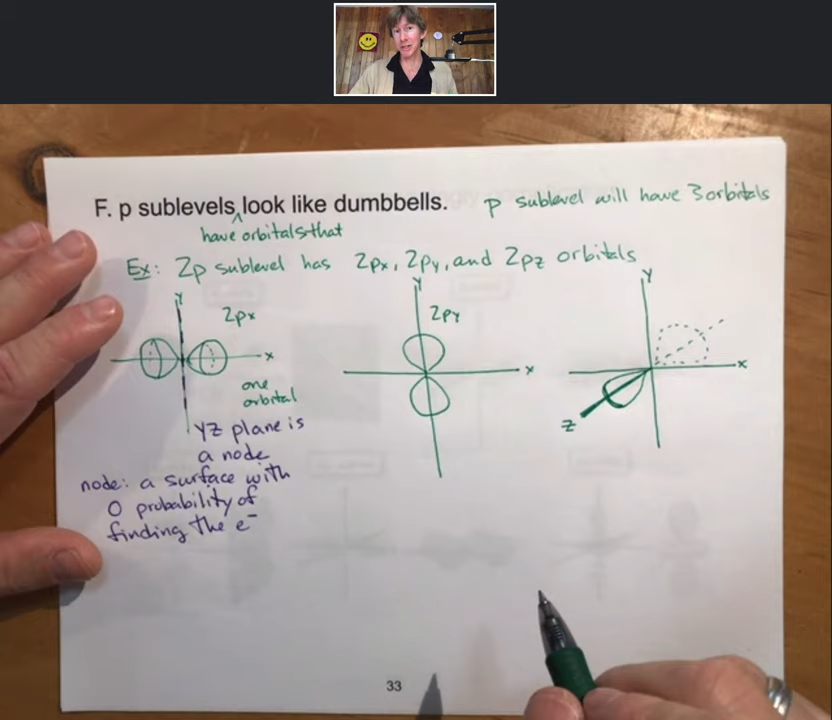 F. p sublevels look like dumbbells. p sublevel will have 3 orbitals
have orbitals that
Ex: 2p sublevel has 2px, 2py, and 2pz orbitals
Y
2px
x
one
orbital
YZ plane is
a node
node: a surface with
0 probability of
finding the e-
Y
2py
x
Y
x
z
33